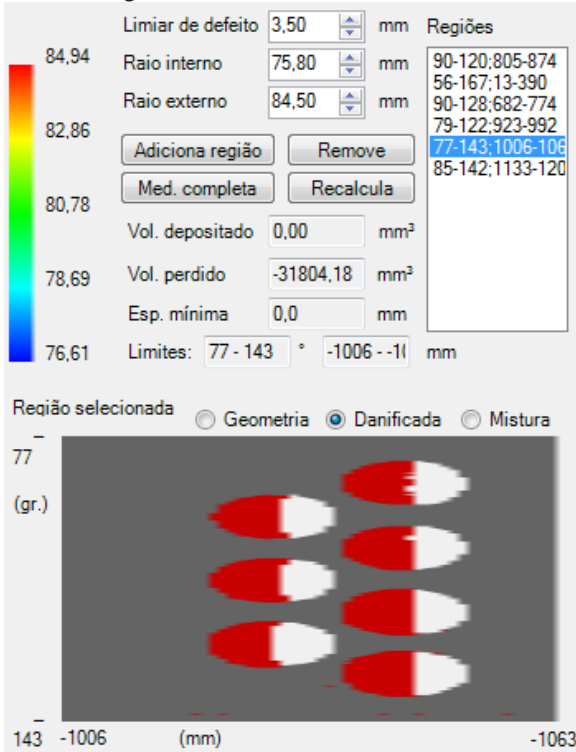 Limiar de defeito 3,50 mm Regiões
84,94 Raio interno 75,80 mm 90-120;805-874
56-167;13-390
Raio externo 84,50 mm 90-128;682-774
82,86 79-122;923-992
Adiciona região Remove 77-143;1006-106
Med. completa Recalcula 85-142;1133-120
80,78
Vol. depositado 0,00 mm³
78,69 Vol. perdido -31804,18 mm³
Esp. mínima 0,0 mm
76,61 Limites: 77 - 143 ° -1006 - -1( mm
Região selecionada Geometria Danificada Mistura
77
(gr.)
143 -1006 (mm) -1063